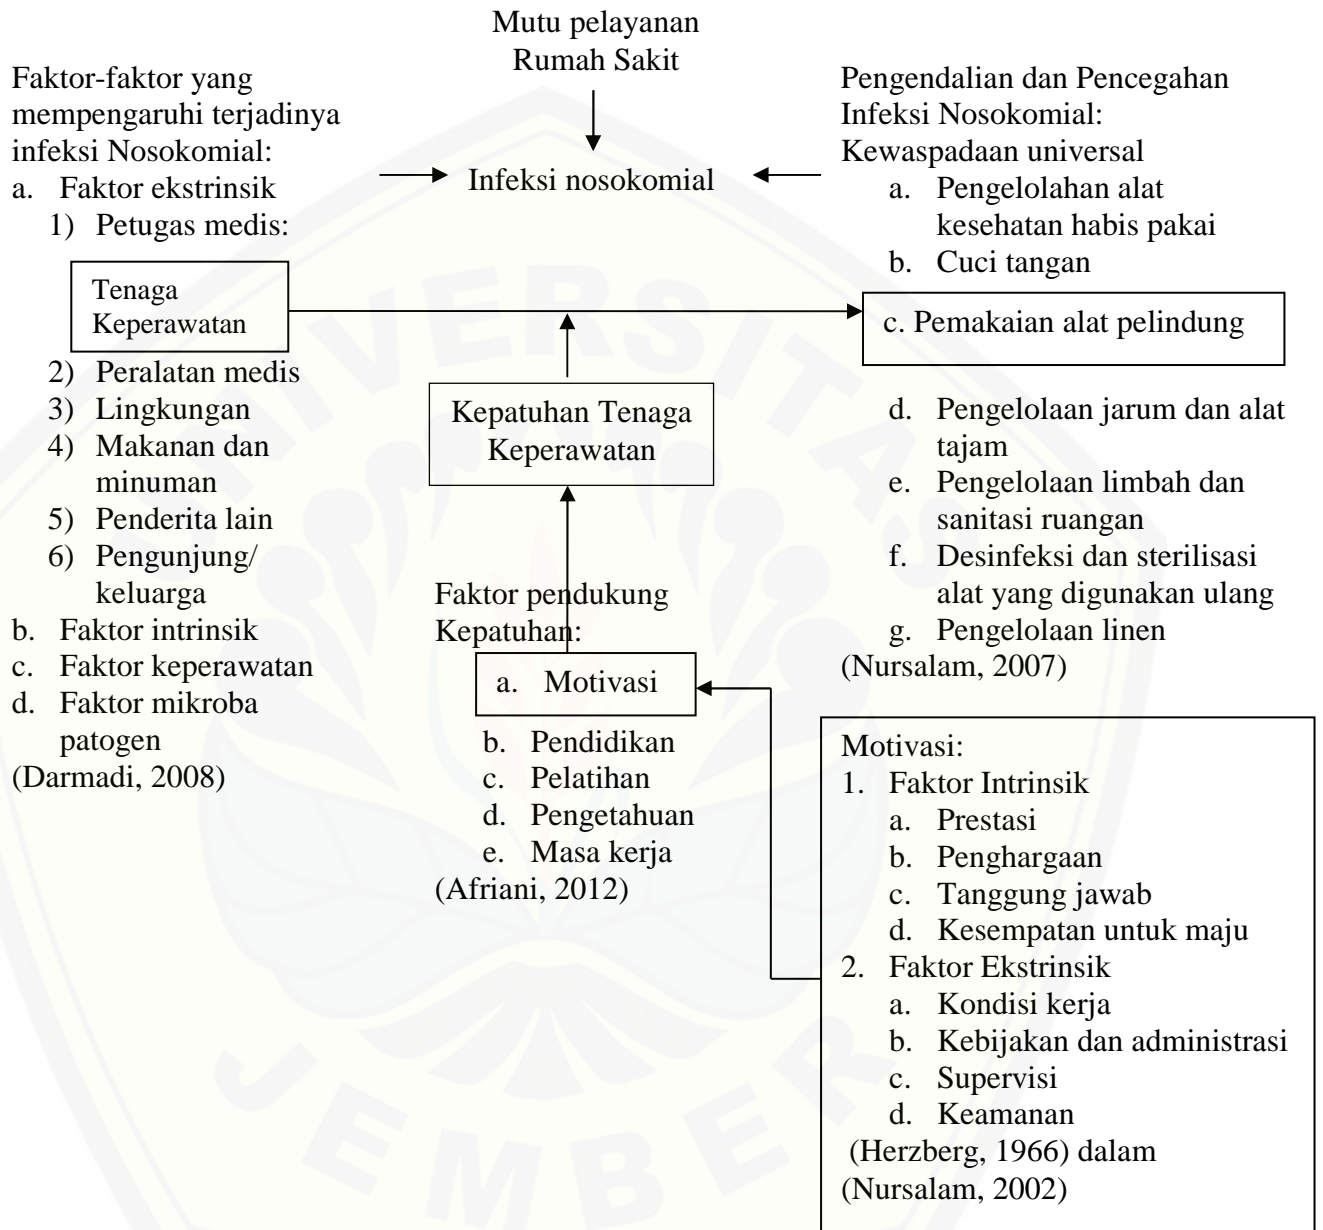 Mutu pelayanan
Rumah Sakit
Faktor-faktor yang
mempengaruhi terjadinya
infeksi Nosokomial:
a. Faktor ekstrinsik
1) Petugas medis:
Tenaga
Keperawatan
2) Peralatan medis
3) Lingkungan
4) Makanan dan
minuman
5) Penderita lain
6) Pengunjung/
keluarga
b. Faktor intrinsik
c. Faktor keperawatan
d. Faktor mikroba
patogen
(Darmadi, 2008)
Infeksi nosokomial
Kepatuhan Tenaga
Keperawatan
Faktor pendukung
Kepatuhan:
a. Motivasi
b. Pendidikan
c. Pelatihan
d. Pengetahuan
e. Masa kerja
(Afriani, 2012)
Pengendalian dan Pencegahan
Infeksi Nosokomial:
Kewaspadaan universal
a. Pengelolahan alat
kesehatan habis pakai
b. Cuci tangan
c. Pemakaian alat pelindung
d. Pengelolaan jarum dan alat
tajam
e. Pengelolaan limbah dan
sanitasi ruangan
f. Desinfeksi dan sterilisasi
alat yang digunakan ulang
g. Pengelolaan linen
(Nursalam, 2007)
Motivasi:
1. Faktor Intrinsik
a. Prestasi
b. Penghargaan
c. Tanggung jawab
d. Kesempatan untuk maju
2. Faktor Ekstrinsik
a. Kondisi kerja
b. Kebijakan dan administrasi
c. Supervisi
d. Keamanan
(Herzberg, 1966) dalam
(Nursalam, 2002)
UNIVERSITAS
JEMBER